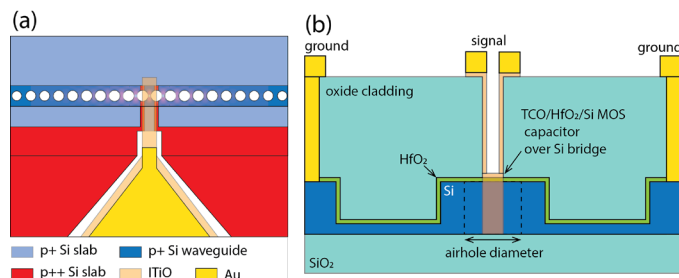 (a)
p+ Si slab
p+ Si waveguide
p++ Si slab
ITiO
Au
(b)
ground
signal
ground
oxide cladding
TCO/HfO₂/Si MOS
capacitor
over Si bridge
HfO₂
Si
airhole diameter
SiO₂